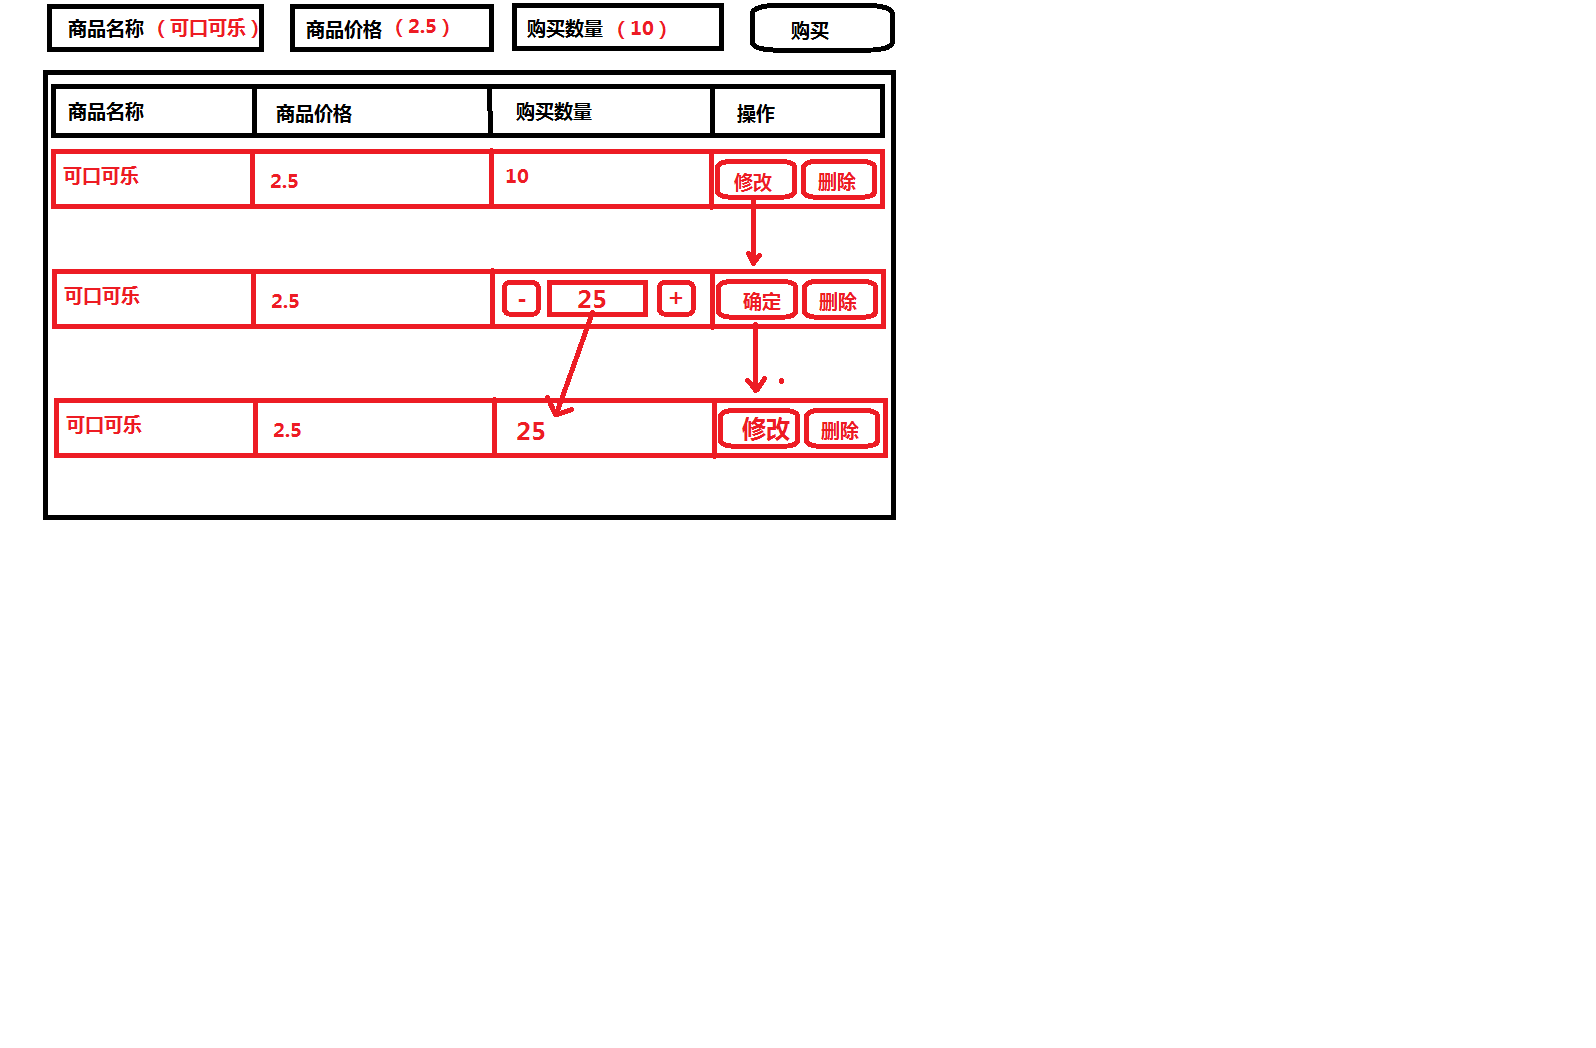 商品名称（可口可乐） 商品价格（2.5） 购买数量（10） 购买
商品名称 商品价格 购买数量 操作
可口可乐 2.5 10 修改 删除
可口可乐 2.5 - 25 + 确定 删除
可口可乐 2.5 25 修改 删除